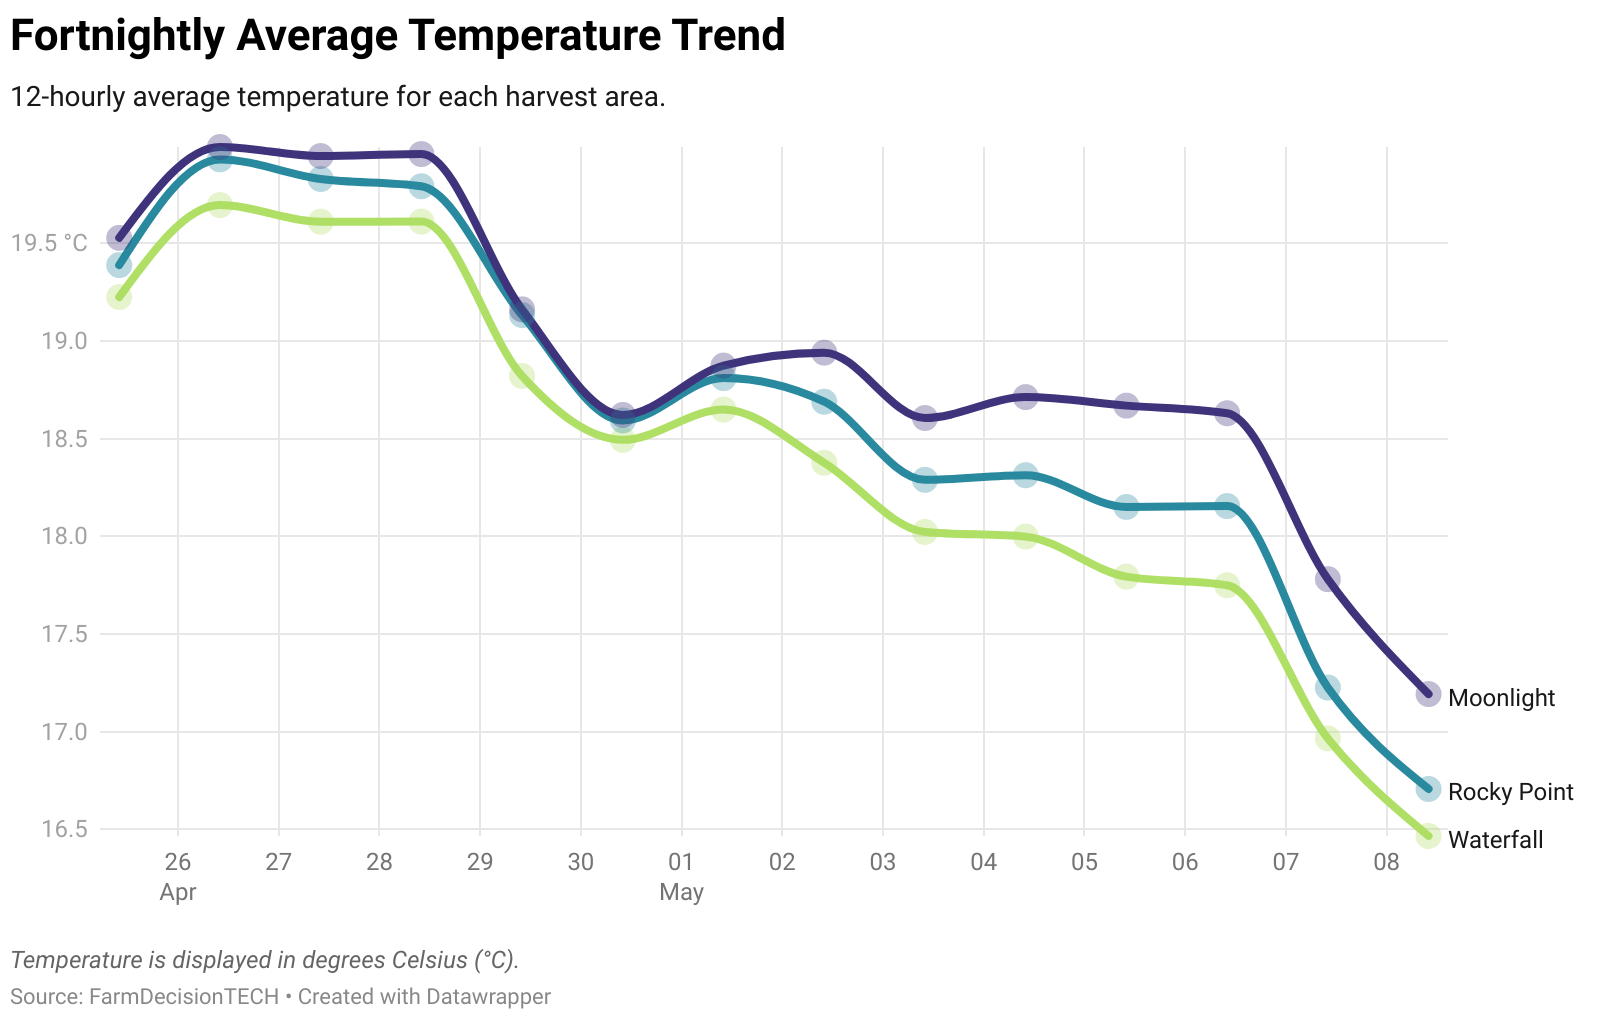 Fortnightly Average Temperature Trend
12-hourly average temperature for each harvest area.
19.5 °C
19.0
18.5
18.0
17.5
17.0
16.5
Moonlight
Rocky Point
Waterfall
26 27 28 29 30 01 02 03 04 05 06 07 08
Apr May
Temperature is displayed in degrees Celsius (°C).
Source: FarmDecisionTECH • Created with Datawrapper